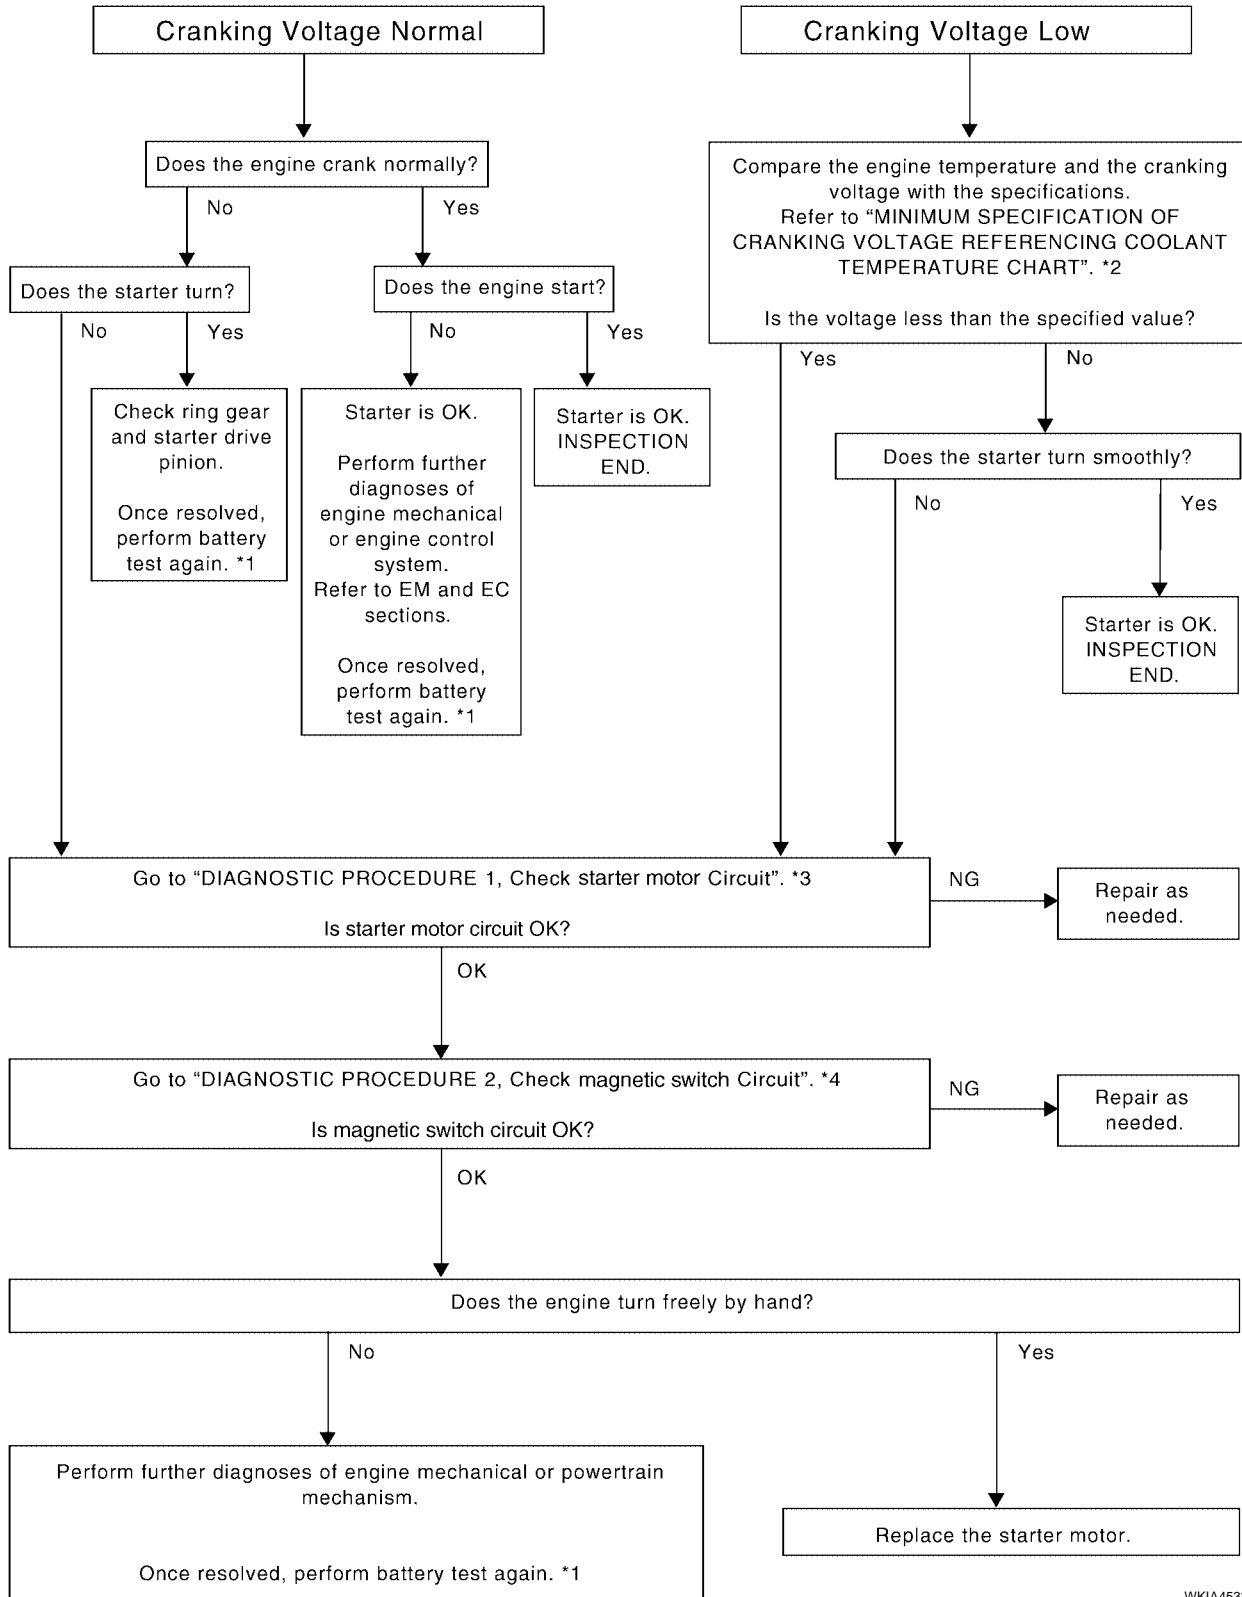 Cranking Voltage Normal
Cranking Voltage Low
Does the engine crank normally?
No
Yes
Does the starter turn?
Does the engine start?
No
Yes
No
Yes
Check ring gear
and starter drive
pinion.
Once resolved,
perform battery
test again. *1
Starter is OK.
Perform further
diagnoses of
engine mechanical
or engine control
system.
Refer to EM and EC
sections.
Once resolved,
perform battery
test again. *1
Starter is OK.
INSPECTION
END.
Compare the engine temperature and the cranking
voltage with the specifications.
Refer to “MINIMUM SPECIFICATION OF
CRANKING VOLTAGE REFERENCING COOLANT
TEMPERATURE CHART”. *2
Is the voltage less than the specified value?
Yes
No
Does the starter turn smoothly?
No
Yes
Starter is OK.
INSPECTION
END.
Go to “DIAGNOSTIC PROCEDURE 1, Check starter motor Circuit”. *3
Is starter motor circuit OK?
NG
Repair as
needed.
OK
Go to “DIAGNOSTIC PROCEDURE 2, Check magnetic switch Circuit”. *4
Is magnetic switch circuit OK?
NG
Repair as
needed.
OK
Does the engine turn freely by hand?
No
Yes
Perform further diagnoses of engine mechanical or powertrain
mechanism.
Once resolved, perform battery test again. *1
Replace the starter motor.